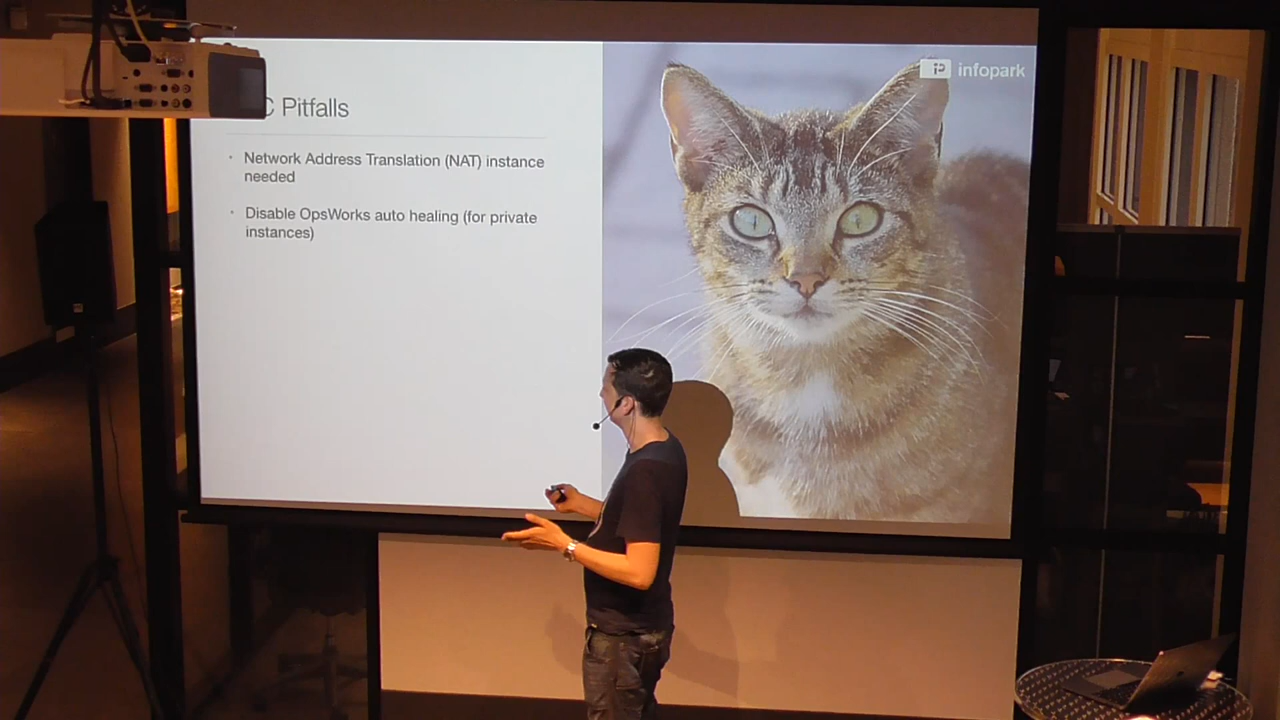 infopark
C Pitfalls
· Network Address Translation (NAT) instance
needed
· Disable OpsWorks auto healing (for private
instances)